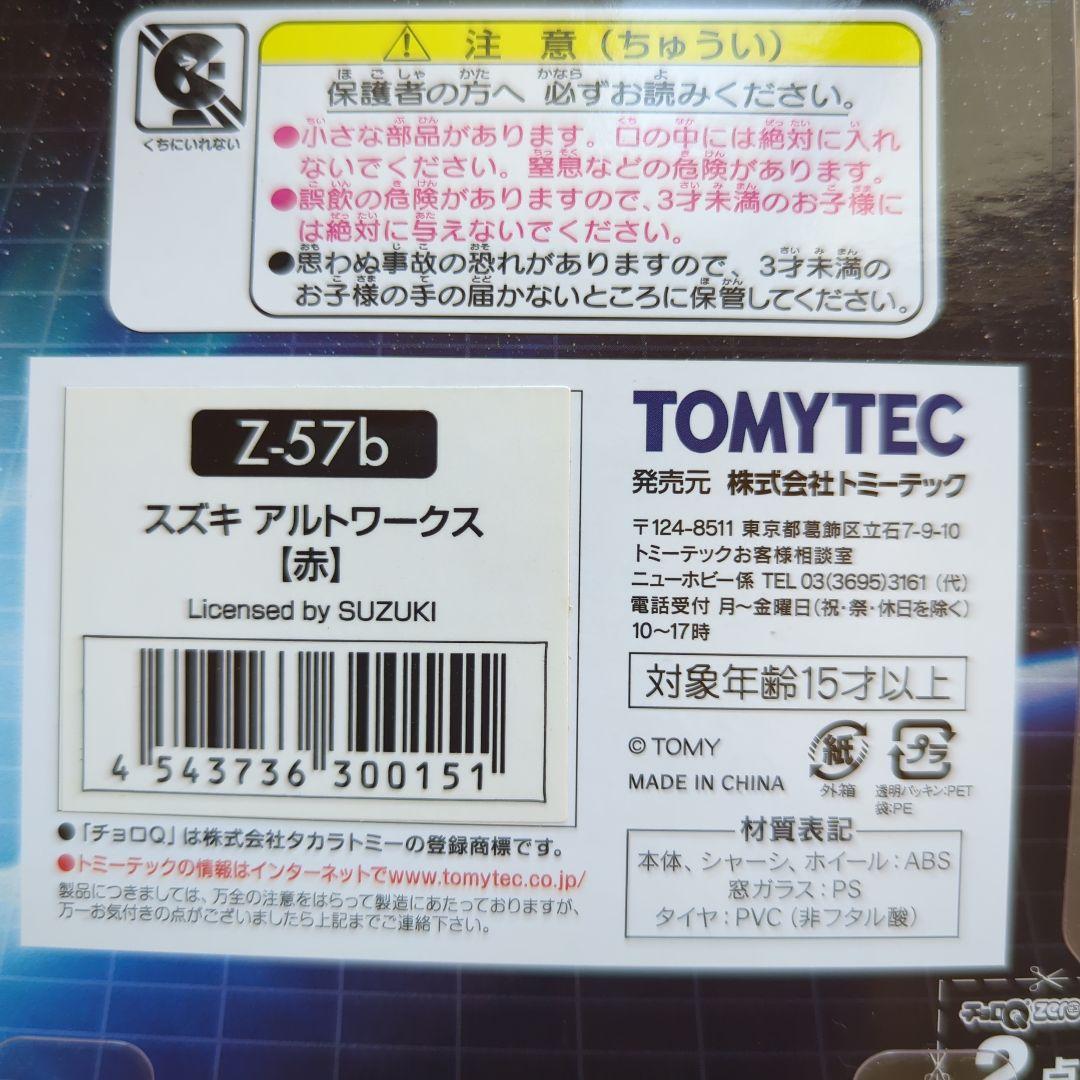 くちにいれない
注 意 (ちゅうい)
保護者の方へ 必ずお読みください。
●小さな部品があります。口の中には絶対に入れ
ないでください。窒息などの危険があります。
●誤飲の危険がありますので、3才未満のお子様に
は絶対に与えないでください。
●思わぬ事故の恐れがありますので、3才未満の
お子様の手の届かないところに保管してください。
Z-57b
スズキ アルトワークス
【赤】
Licensed by SUZUKI
4 543736 300151
TOMYTEC
発売元 株式会社トミーテック
〒124-8511 東京都葛飾区立石7-9-10
トミーテックお客様相談室
ニューホビー係 TEL 03(3695)3161 (代)
電話受付 月～金曜日(祝・祭・休日を除く)
10～17時
対象年齢15才以上
© TOMY
MADE IN CHINA
紙
外箱
プラ
透明パッキン:PET
袋:PE
材質表記
本体、シャーシ、ホイール:ABS
窓ガラス:PS
タイヤ:PVC (非フタル酸)
●「チョロQ」は株式会社タカラトミーの登録商標です。
●トミーテックの情報はインターネットでwww.tomytec.co.jp/
製品につきましては、万全の注意をはらって製造にあたっておりますが、
万一お気付きの点がございましたら上記までご連絡下さい。
チョロQ zero
2点